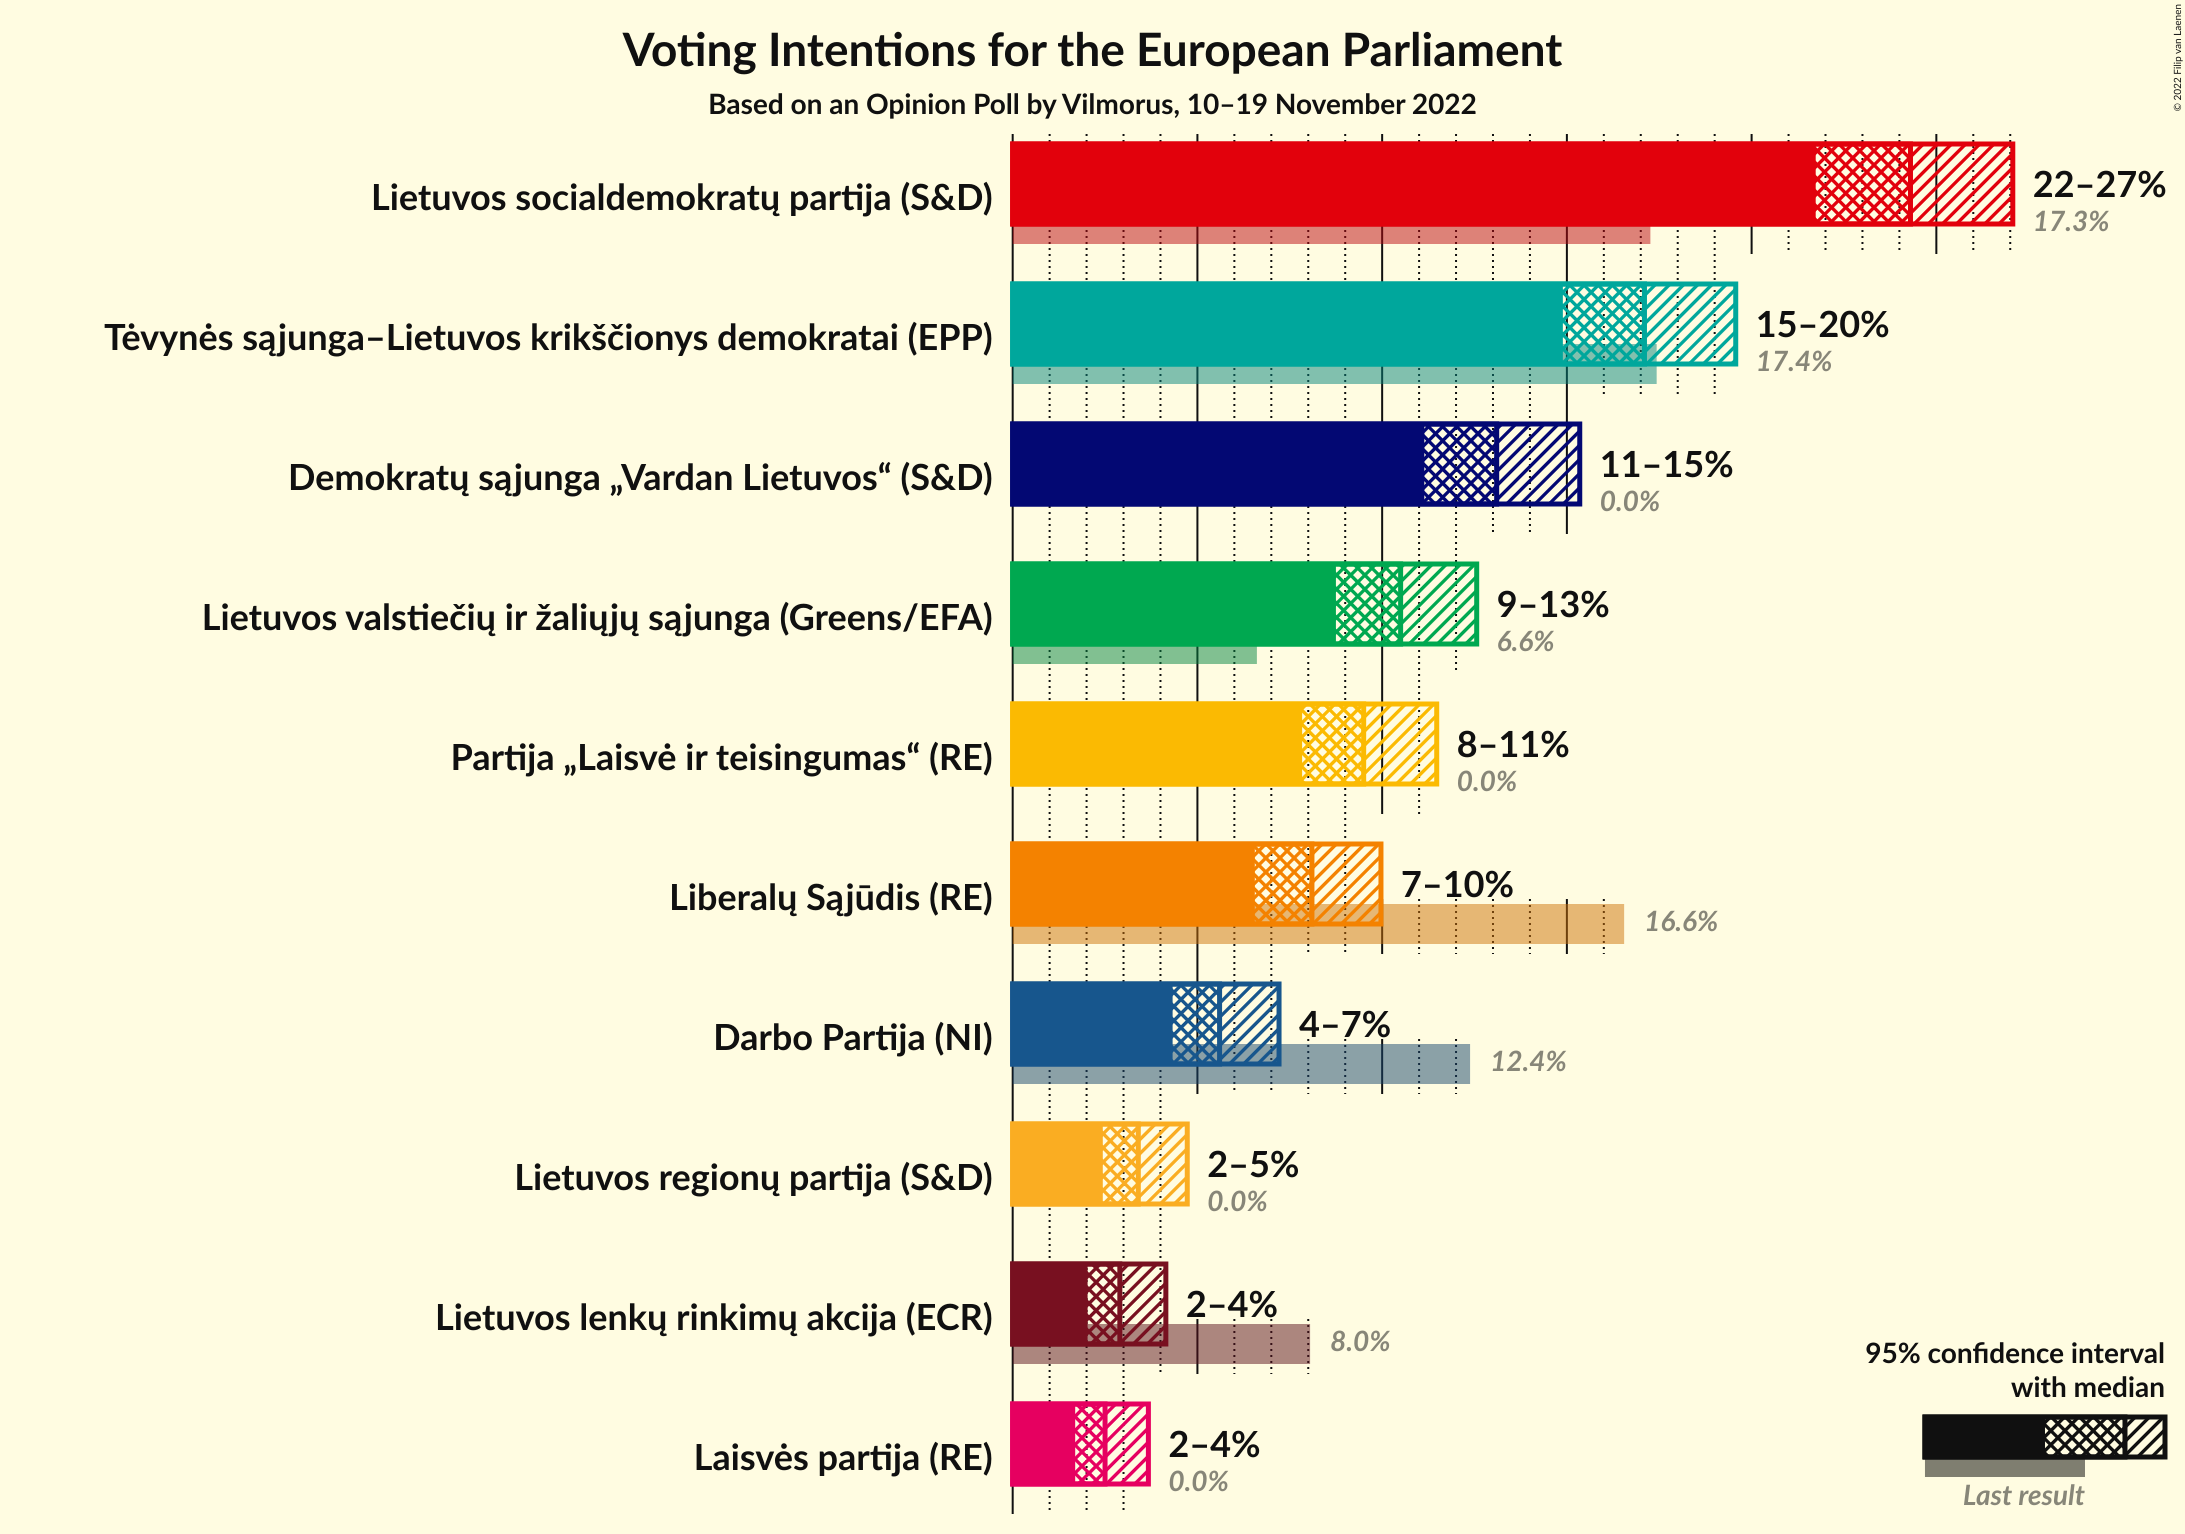 © 2022 Filip van Laenen
Voting Intentions for the European Parliament
Based on an Opinion Poll by Vilmorus, 10–19 November 2022
Lietuvos socialdemokratų partija (S&D)
22–27%
17.3%
Tėvynės sąjunga–Lietuvos krikščionys demokratai (EPP)
15–20%
17.4%
Demokratų sąjunga „Vardan Lietuvos“ (S&D)
11–15%
0.0%
Lietuvos valstiečių ir žaliųjų sąjunga (Greens/EFA)
9–13%
6.6%
Partija „Laisvė ir teisingumas“ (RE)
8–11%
0.0%
Liberalų Sąjūdis (RE)
7–10%
16.6%
Darbo Partija (NI)
4–7%
12.4%
Lietuvos regionų partija (S&D)
2–5%
0.0%
Lietuvos lenkų rinkimų akcija (ECR)
2–4%
8.0%
Laisvės partija (RE)
2–4%
0.0%
95% confidence interval
with median
Last result